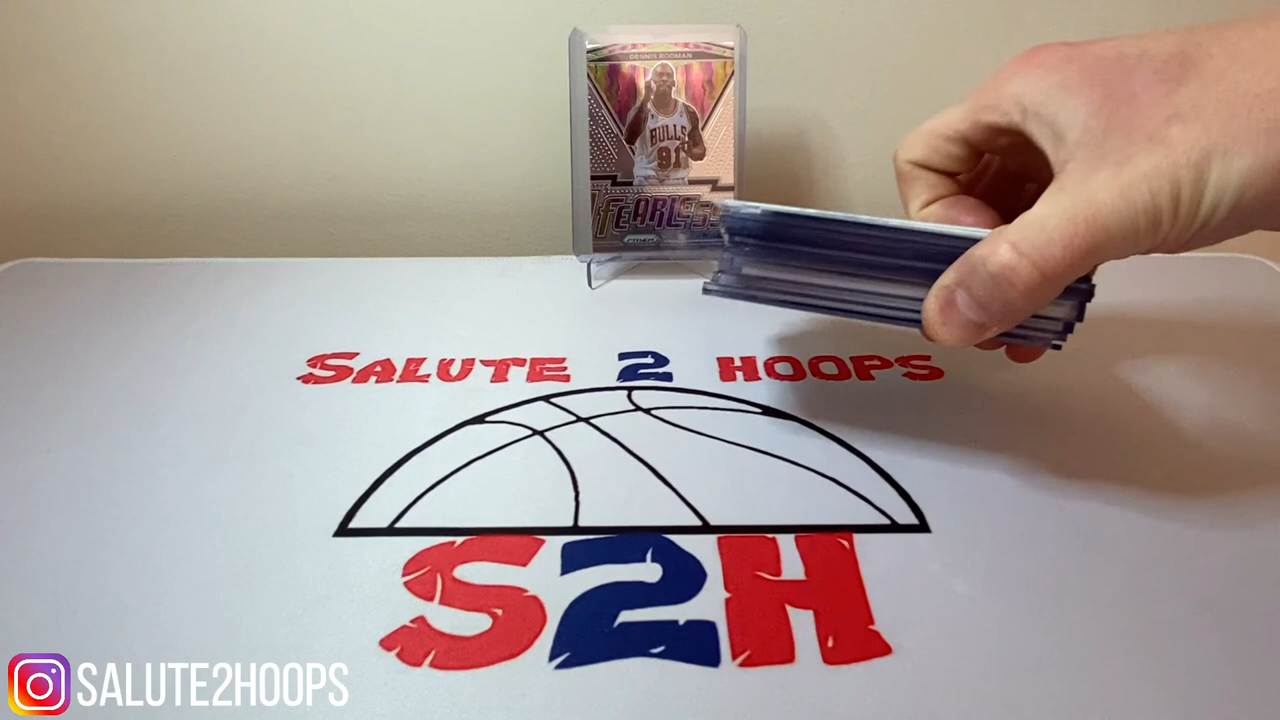 DENNIS RODMAN
BULLS
91
FEARLESS
PRIZM
SALUTE 2 HOOPS
S2H
SALUTE2HOOPS